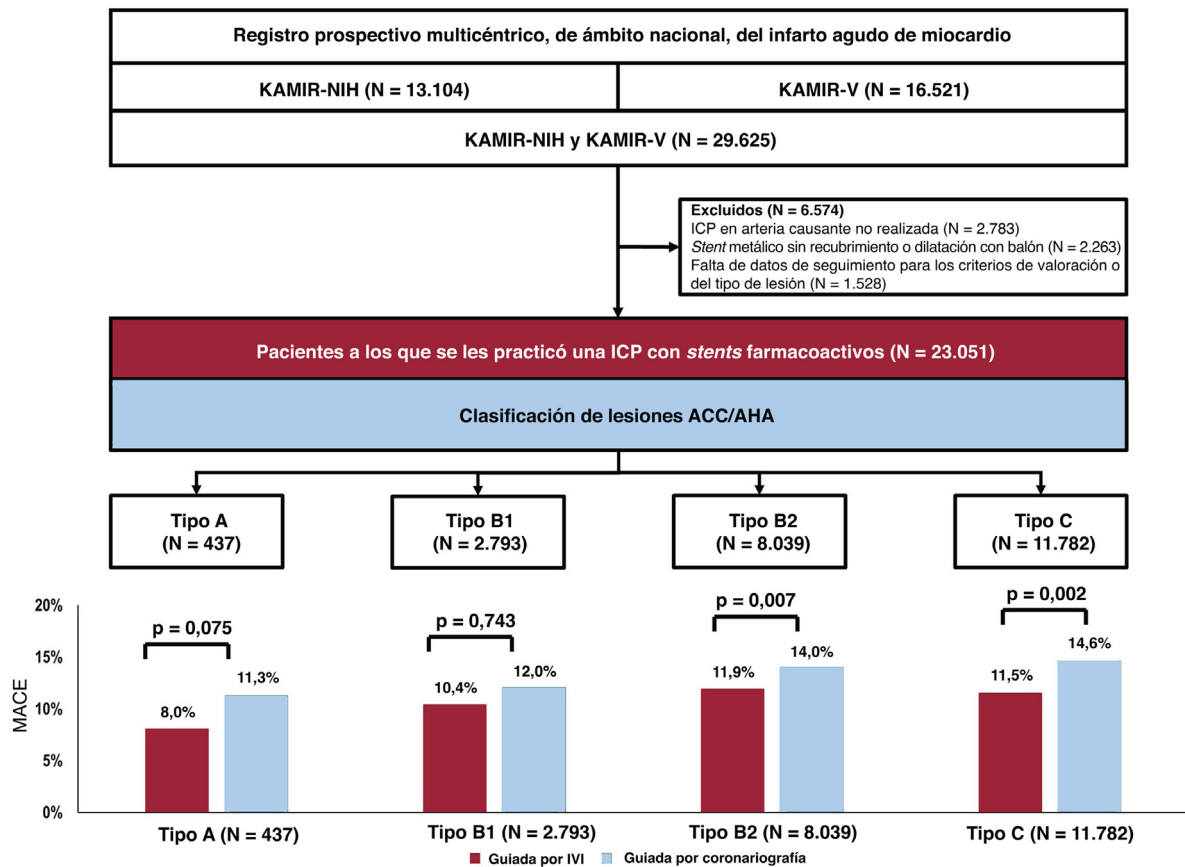 Registro prospectivo multicéntrico, de ámbito nacional, del infarto agudo de miocardio
KAMIR-NIH (N = 13.104)
KAMIR-V (N = 16.521)
KAMIR-NIH y KAMIR-V (N = 29.625)
Excluidos (N = 6.574)
ICP en arteria causante no realizada (N = 2.783)
Stent metálico sin recubrimiento o dilatación con balón (N = 2.263)
Falta de datos de seguimiento para los criterios de valoración o
del tipo de lesión (N = 1.528)
Pacientes a los que se les practicó una ICP con stents farmacoactivos (N = 23.051)
Clasificación de lesiones ACC/AHA
Tipo A
(N = 437)
Tipo B1
(N = 2.793)
Tipo B2
(N = 8.039)
Tipo C
(N = 11.782)
MACE
20%
15%
10%
5%
0%
p = 0,075
8,0%
11,3%
p = 0,743
10,4%
12,0%
p = 0,007
11,9%
14,0%
p = 0,002
11,5%
14,6%
Tipo A (N = 437)
Tipo B1 (N = 2.793)
Tipo B2 (N = 8.039)
Tipo C (N = 11.782)
Guiada por IVI
Guiada por coronariografía